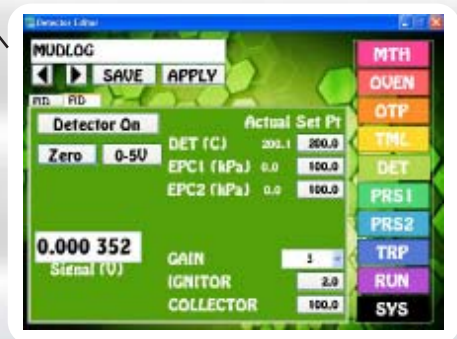 Detector Editor
MUDLOG
MTH
SAVE APPLY
OVEN
FID FID
OTP
Detector On
Actual Set Pt
TML
Zero 0-5V
DET (C) 200.1 200.0
DET
EPC1 (kPa) 0.0 100.0
PRS1
EPC2 (kPa) 0.0 100.0
PRS2
0.000 352
TRP
Signal (V)
GAIN
RUN
IGNITOR 2.0
COLLECTOR 100.0
SYS